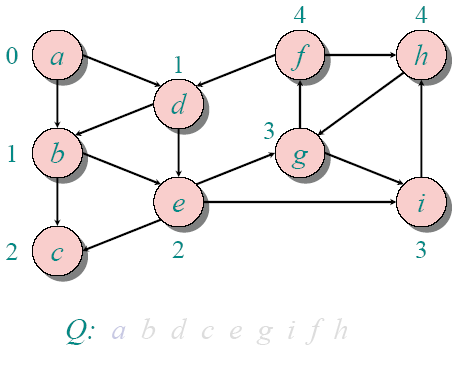 4 4
0 a f h
1
d
3
1 b g
e i
2 c 2 3
Q: a b d c e g i f h